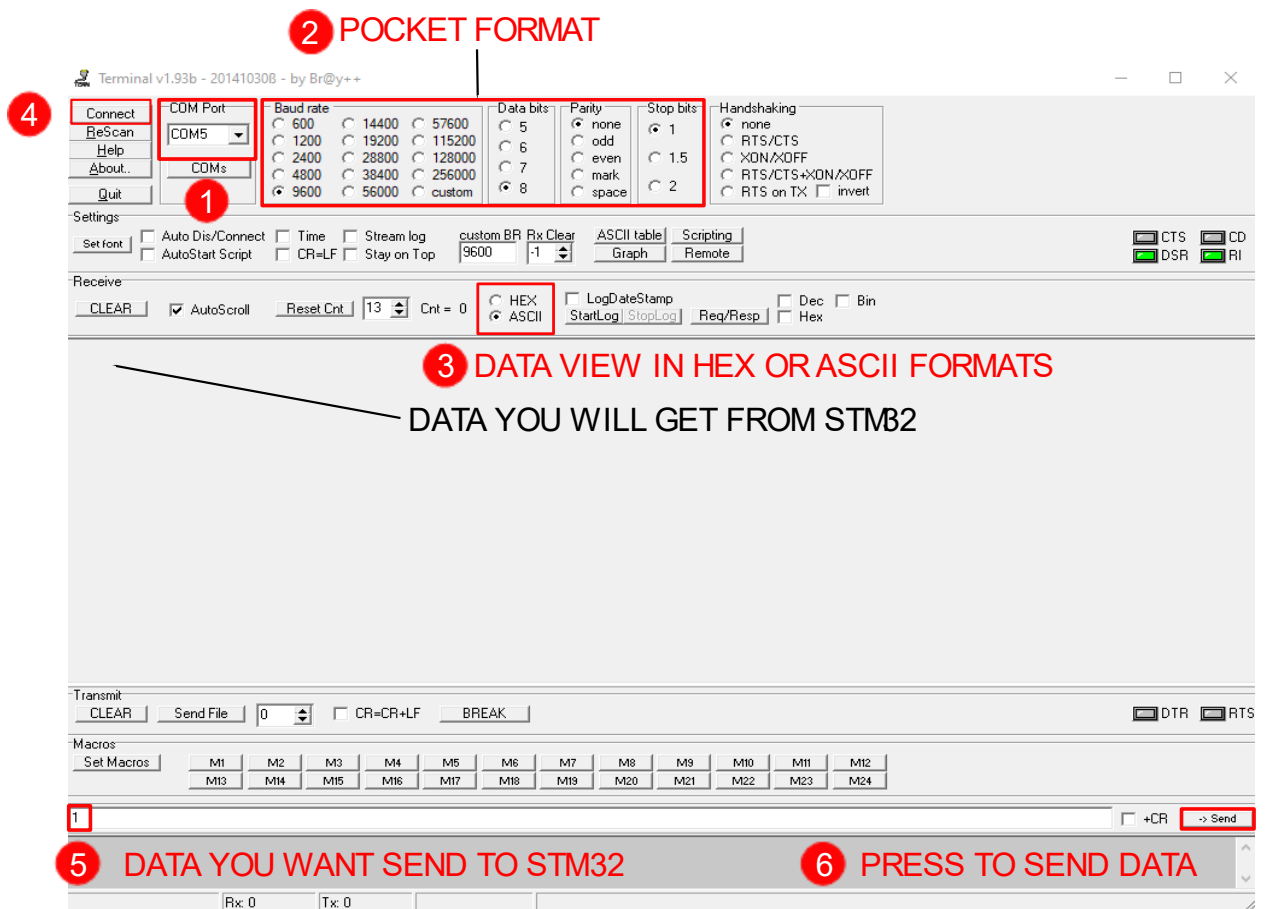 2 POCKET FORMAT
Terminal v1.93b - 20141030ß - by Br@y++
4
Connect
ReScan
Help
About..
Quit
COM Port
COM5
COMs
1
Baud rate
600 14400 57600
1200 19200 115200
2400 28800 128000
4800 38400 256000
9600 56000 custom
Data bits
5
6
7
8
Parity
none
odd
even
mark
space
Stop bits
1
1.5
2
Handshaking
none
RTS/CTS
XON/XOFF
RTS/CTS+XON/XOFF
RTS on TX invert
Settings
Set font
Auto Dis/Connect Time Stream log
AutoStart Script CR=LF Stay on Top
custom BR Rx Clear
9600 -1
ASCII table Scripting
Graph Remote
CTS CD
DSR RI
Receive
CLEAR AutoScroll Reset Cnt 13 Cnt = 0
HEX
ASCII
LogDateStamp
StartLog StopLog Req/Resp
Dec Bin
Hex
3 DATA VIEW IN HEX OR ASCII FORMATS
DATA YOU WILL GET FROM STM32
Transmit
CLEAR Send File 0 CR=CR+LF BREAK
DTR RTS
Macros
Set Macros M1 M2 M3 M4 M5 M6 M7 M8 M9 M10 M11 M12
M13 M14 M15 M16 M17 M18 M19 M20 M21 M22 M23 M24
1 +CR -> Send
5 DATA YOU WANT SEND TO STM32 6 PRESS TO SEND DATA
Rx: 0 Tx: 0